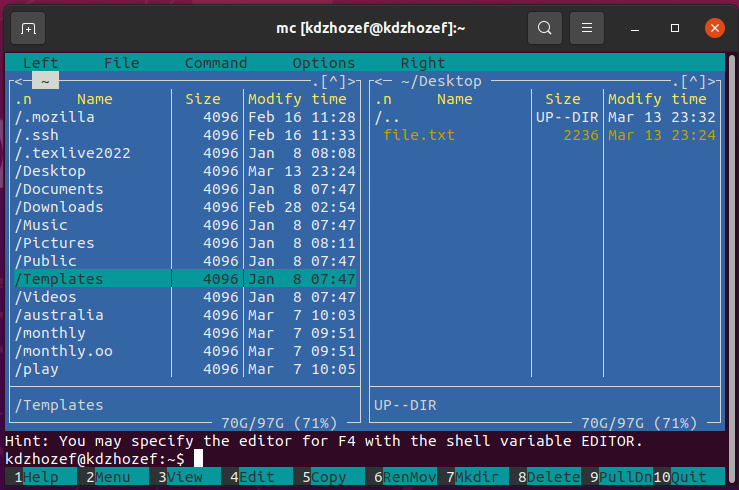 mc [kdzhozef@kdzhozef]:~
Left File Command Options Right
<─ ~ ─.[^]> <─ ~/Desktop ─.[^]>
.n Name Size Modify time .n Name Size Modify time
/.mozilla 4096 Feb 16 11:28 /.. UP--DIR Mar 13 23:32
/.ssh 4096 Feb 16 11:33 file.txt 2236 Mar 13 23:24
/.texlive2022 4096 Jan 8 08:08
/Desktop 4096 Mar 13 23:24
/Documents 4096 Jan 8 07:47
/Downloads 4096 Feb 28 02:54
/Music 4096 Jan 8 07:47
/Pictures 4096 Jan 8 08:11
/Public 4096 Jan 8 07:47
/Templates 4096 Jan 8 07:47
/Videos 4096 Jan 8 07:47
/australia 4096 Mar 7 10:03
/monthly 4096 Mar 7 09:51
/monthly.oo 4096 Mar 7 09:51
/play 4096 Mar 7 10:05
/Templates UP--DIR
70G/97G (71%) 70G/97G (71%)
Hint: You may specify the editor for F4 with the shell variable EDITOR.
kdzhozef@kdzhozef:~$
1Help 2Menu 3View 4Edit 5Copy 6RenMov 7Mkdir 8Delete 9PullDn 10Quit